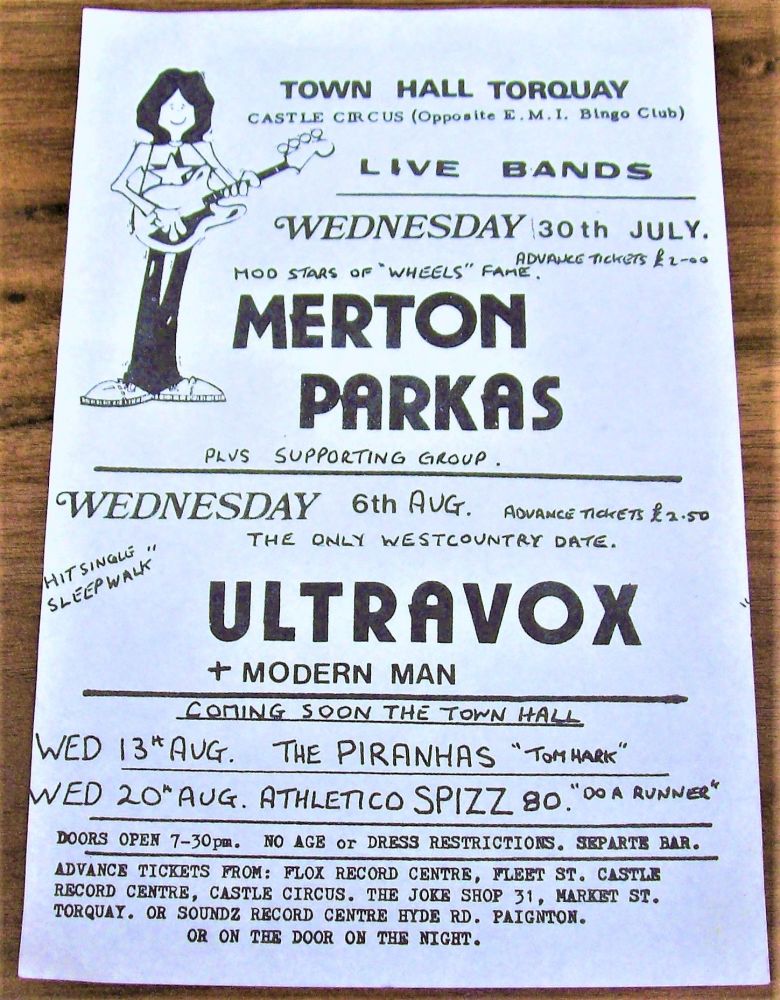 TOWN HALL TORQUAY
CASTLE CIRCUS (Opposite E.M.I. Bingo Club)
LIVE BANDS
WEDNESDAY 30th JULY.
ADVANCE TICKETS £2-00
MOD STARS OF "WHEELS" FAME.
MERTON
PARKAS
PLUS SUPPORTING GROUP.
WEDNESDAY 6th AUG. ADVANCE TICKETS £2.50
THE ONLY WESTCOUNTRY DATE.
HIT SINGLE "
SLEEPWALK
ULTRAVOX "
+ MODERN MAN
COMING SOON THE TOWN HALL
WED 13th AUG. THE PIRANHAS "TOM HARK"
WED 20th AUG. ATHLETICO SPIZZ 80. "DO A RUNNER"
DOORS OPEN 7-30pm. NO AGE or DRESS RESTRICTIONS. SEPARTE BAR.
ADVANCE TICKETS FROM: FLOX RECORD CENTRE, FLEET ST. CASTLE
RECORD CENTRE, CASTLE CIRCUS. THE JOKE SHOP 31, MARKET ST.
TORQUAY. OR SOUNDZ RECORD CENTRE HYDE RD. PAIGNTON.
OR ON THE DOOR ON THE NIGHT.